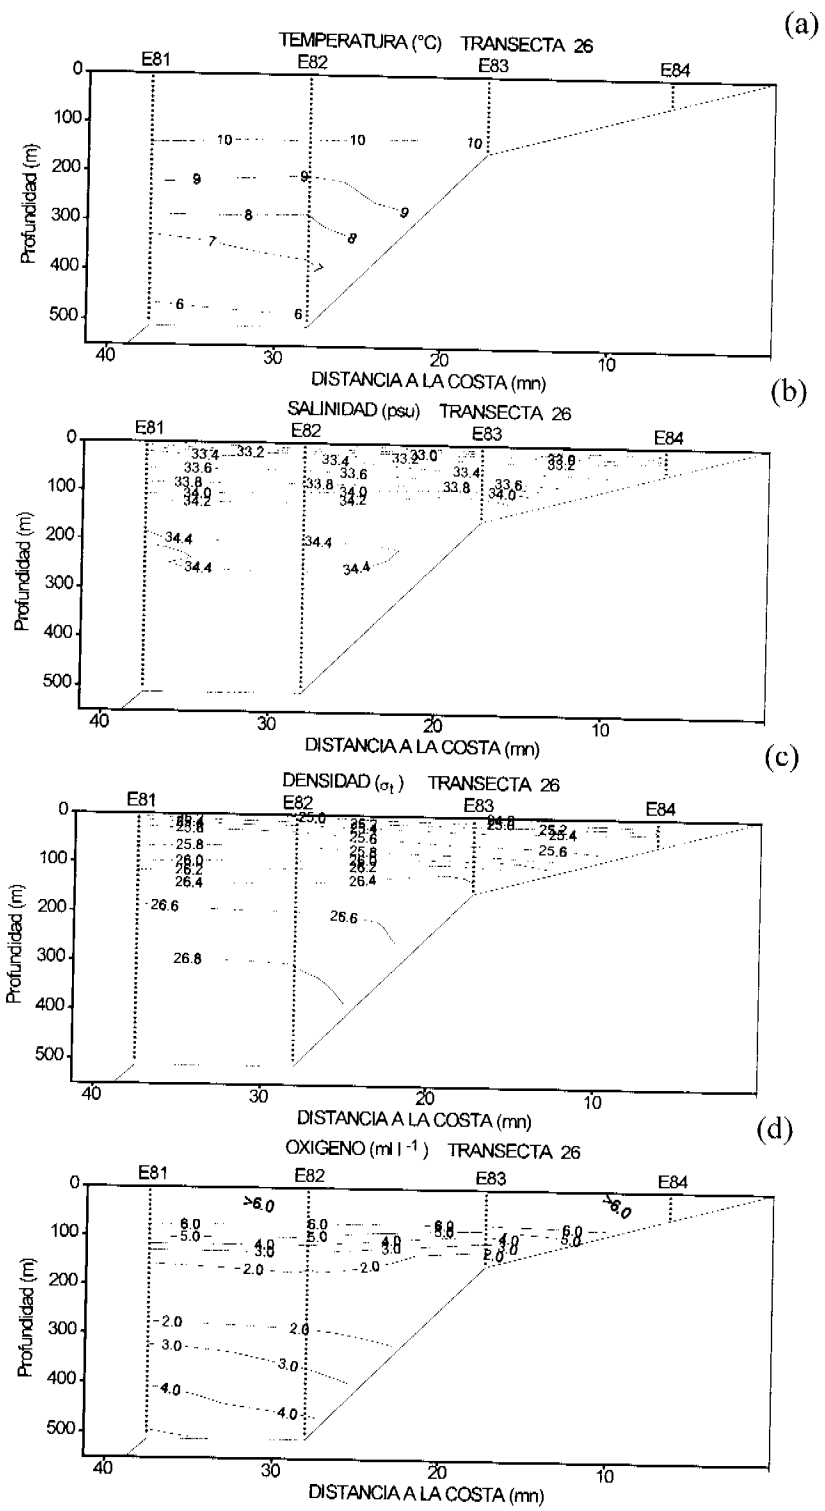 (a)
TEMPERATURA (°C) TRANSECTA 26
E81 E82 E83 E84
0
100
200
300
400
500
Profundidad (m)
10 10 10
9 9 9
8 8
7 7
6 6
40 30 20 10
DISTANCIA A LA COSTA (mn)
(b)
SALINIDAD (psu) TRANSECTA 26
E81 E82 E83 E84
0
100
200
300
400
500
Profundidad (m)
33.4 33.2 33.4 33.2 33.0 33.2
33.6 33.6 33.4
33.8 33.8 33.8 33.6
34.0 34.0 34.0
34.2 34.2
34.4 34.4
34.4 34.4
40 30 20 10
DISTANCIA A LA COSTA (mn)
(c)
DENSIDAD (σt) TRANSECTA 26
E81 E82 E83 E84
0
100
200
300
400
500
Profundidad (m)
25.0
25.4 25.2
25.8 25.6 25.4
25.8 25.8 25.6
26.0 26.0
26.2 26.2
26.4 26.4
26.6 26.6
26.8
40 30 20 10
DISTANCIA A LA COSTA (mn)
(d)
OXIGENO (ml l⁻¹) TRANSECTA 26
E81 E82 E83 E84
0
100
200
300
400
500
Profundidad (m)
>6.0 >6.0
6.0 6.0 6.0 6.0
5.0 5.0 5.0 5.0
4.0 4.0 4.0
3.0 3.0 3.0
2.0 2.0 2.0
2.0 2.0
3.0 3.0
4.0 4.0
40 30 20 10
DISTANCIA A LA COSTA (mn)